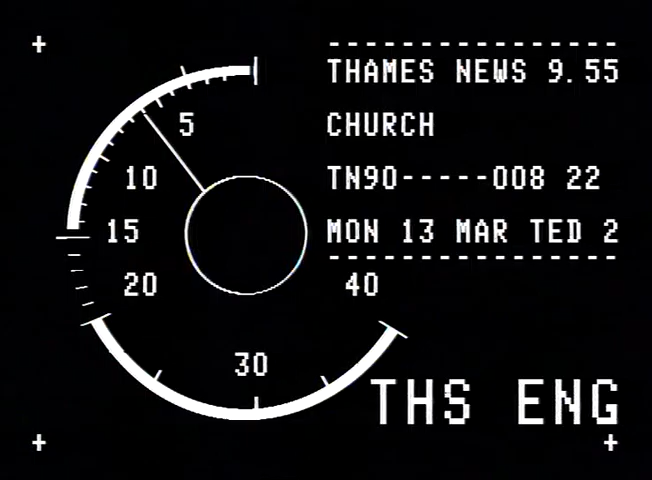 THAMES NEWS 9.55
CHURCH
TN90-----008 22
MON 13 MAR TED 2
5
10
15
20
30
40
THS ENG